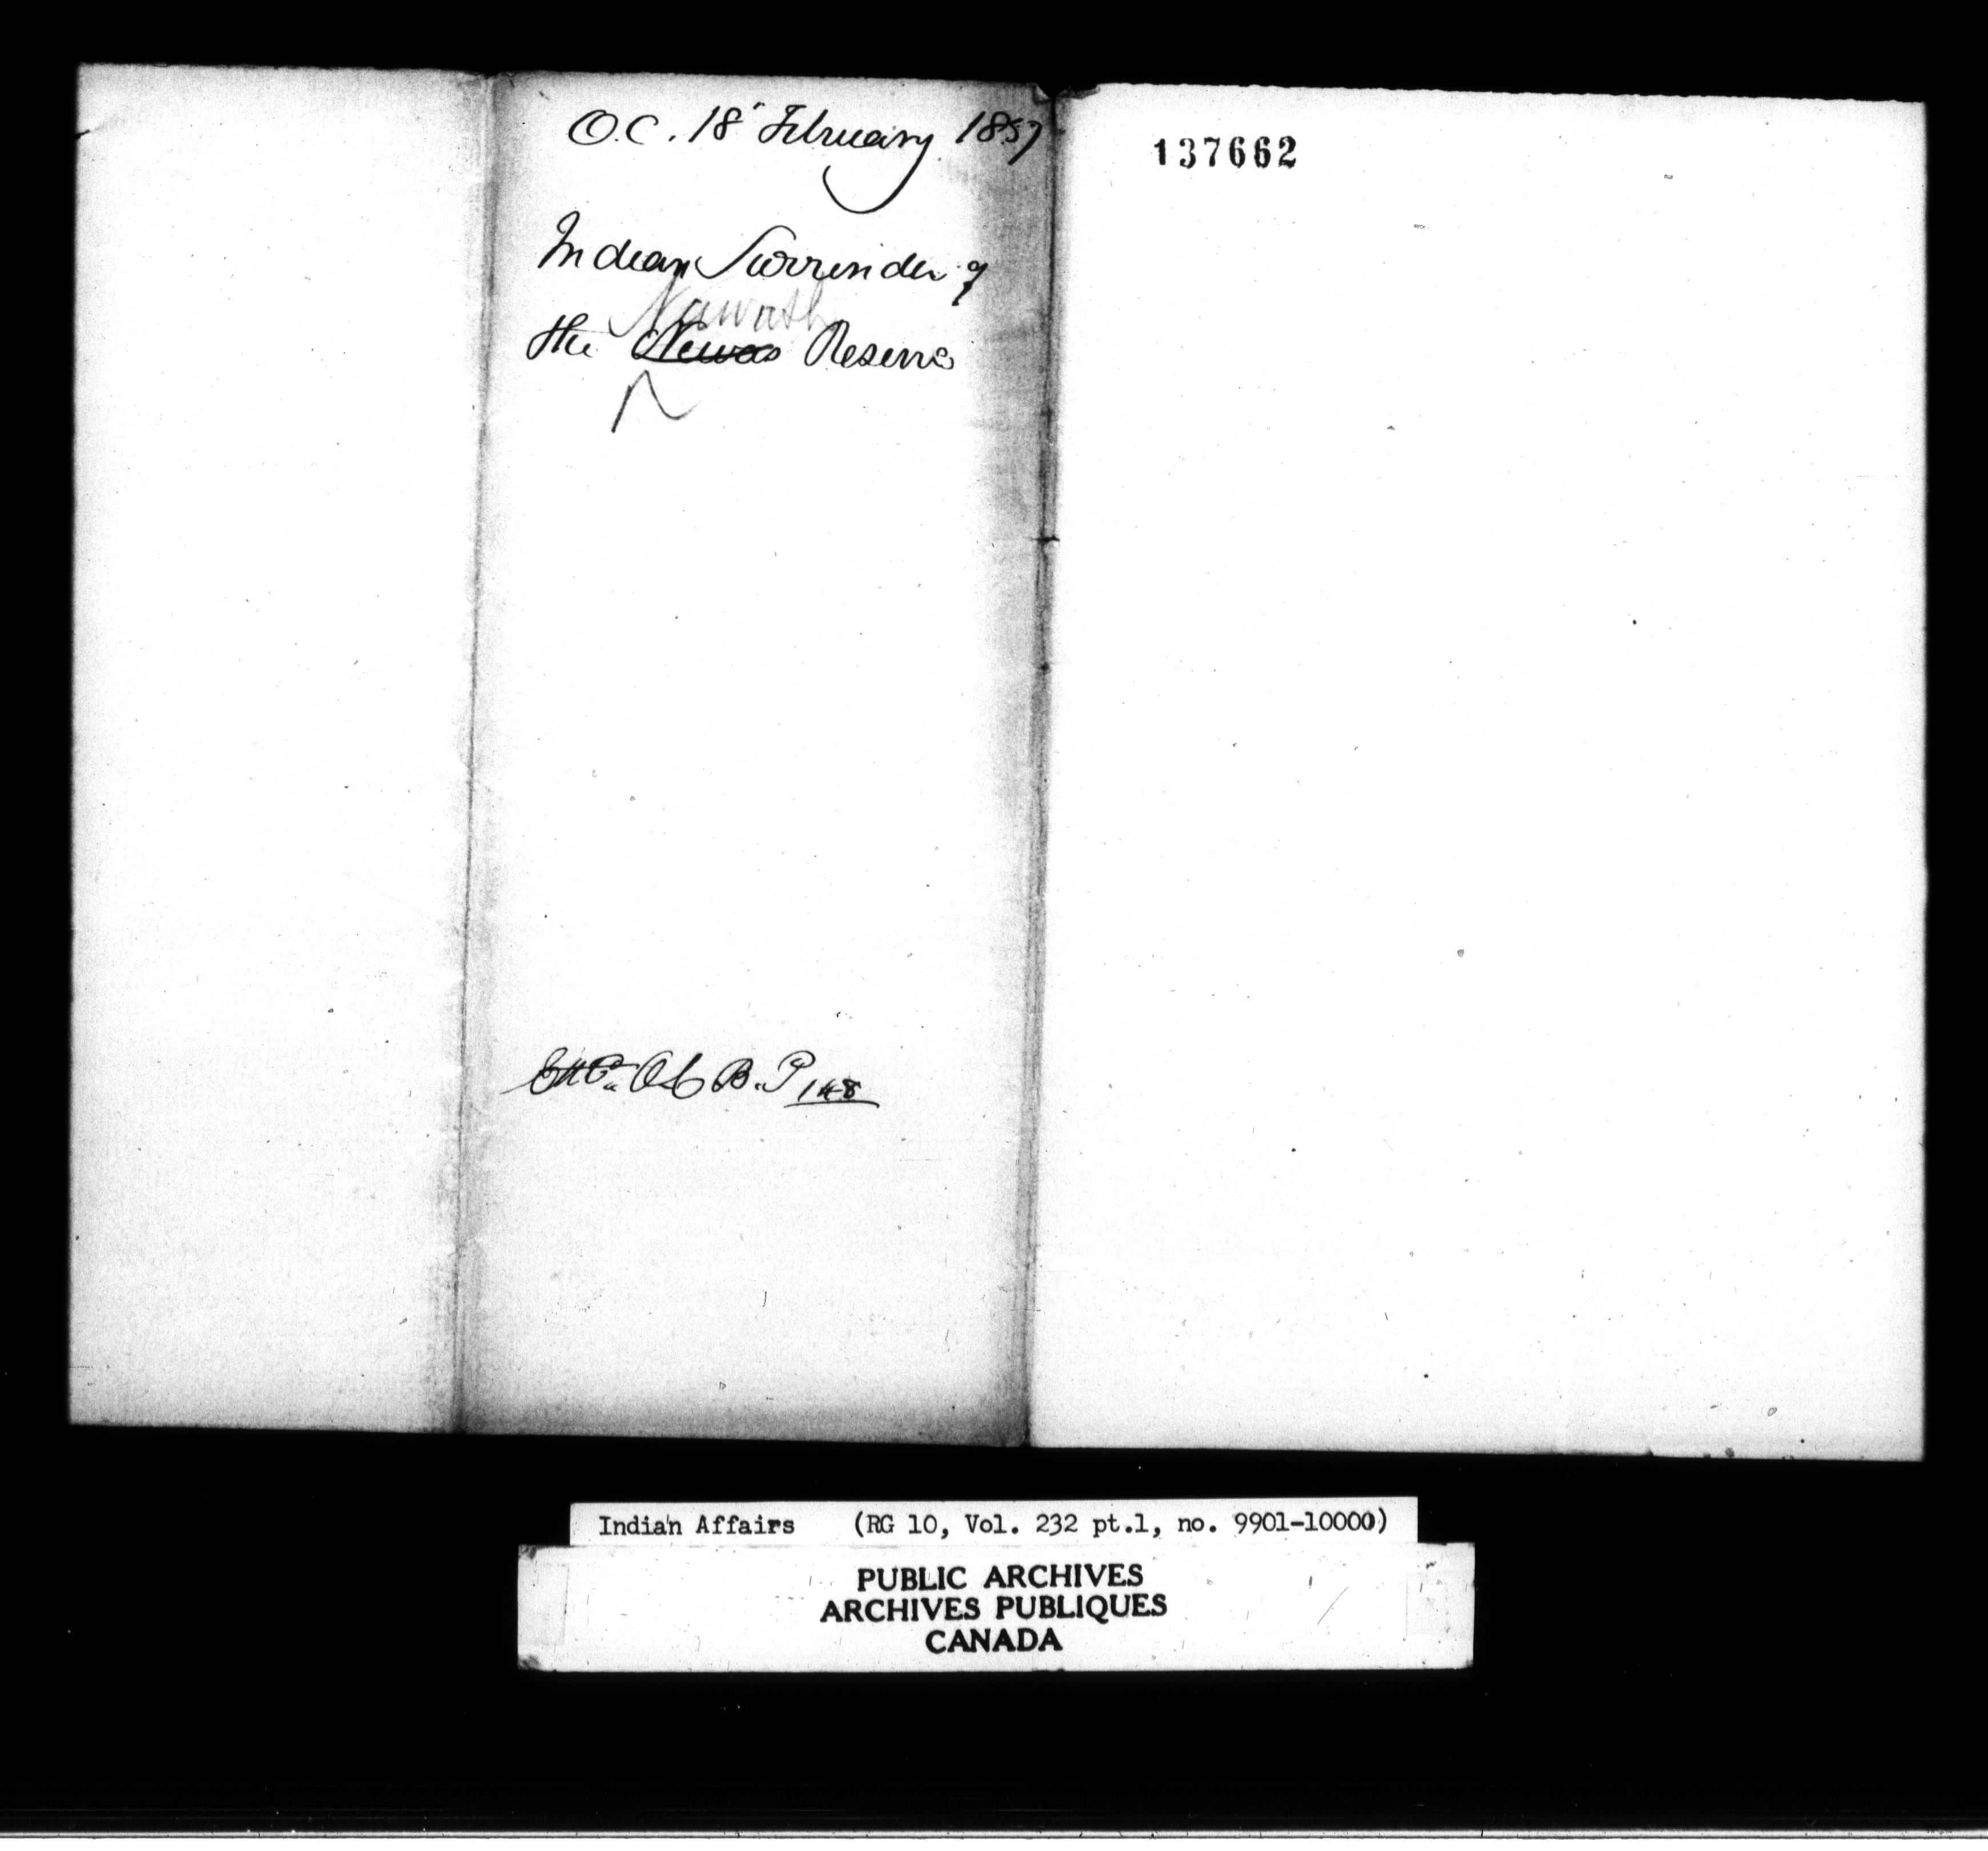 O.C. 18" February 1857
Indian Surrender of
Nawash
the Newas Reserve
O C B. P 148
137662
Indian Affairs (RG 10, Vol. 232 pt.1, no. 9901-10000)
PUBLIC ARCHIVES
ARCHIVES PUBLIQUES
CANADA